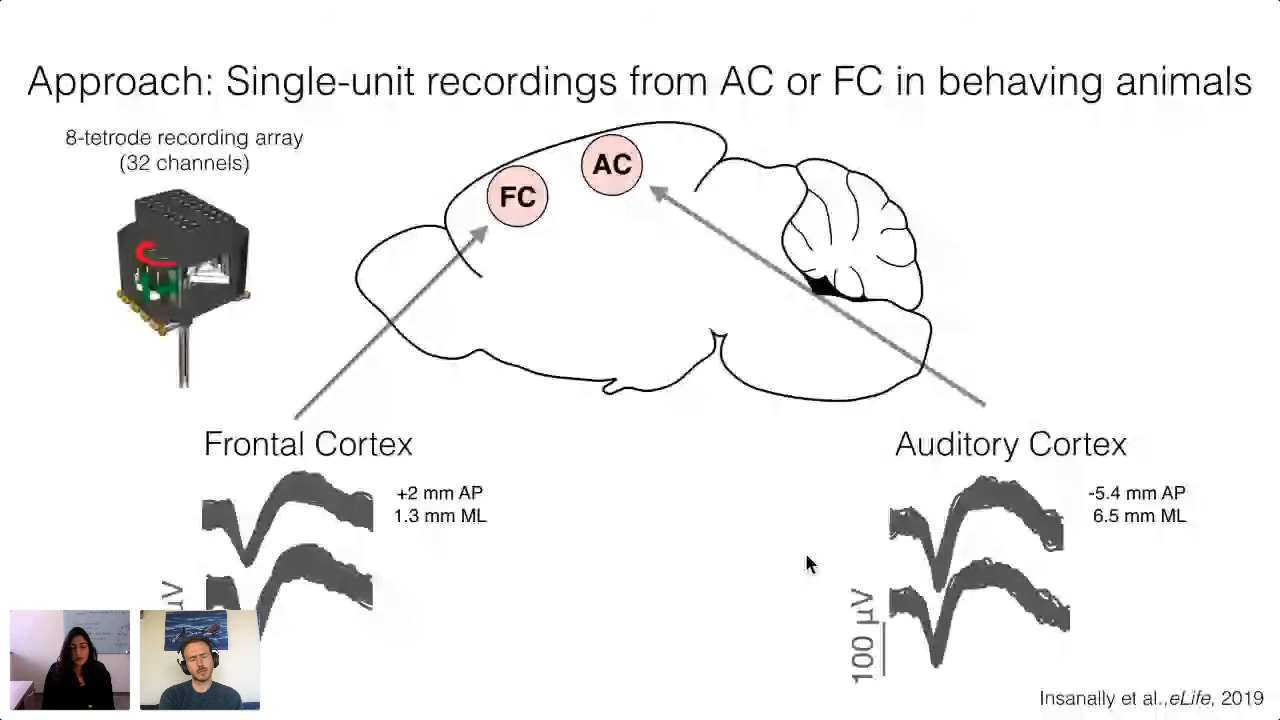 Approach: Single-unit recordings from AC or FC in behaving animals
8-tetrode recording array
(32 channels)
FC
AC
Frontal Cortex
+2 mm AP
1.3 mm ML
Auditory Cortex
-5.4 mm AP
6.5 mm ML
µV
100 µV
Insanally et al.,eLife, 2019